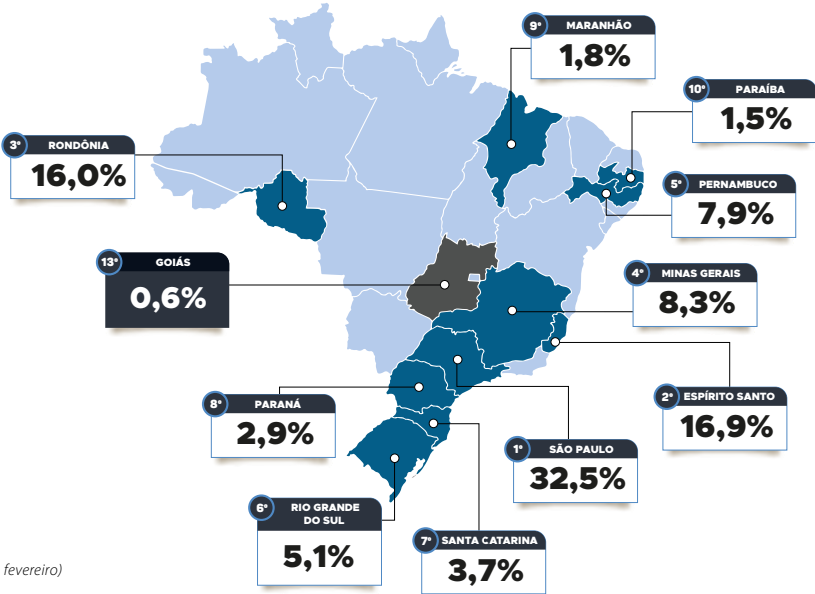 9º MARANHÃO
1,8%
10º PARAÍBA
1,5%
3º RONDÔNIA
16,0%
5º PERNAMBUCO
7,9%
13º GOIÁS
0,6%
4º MINAS GERAIS
8,3%
2º ESPÍRITO SANTO
16,9%
8º PARANÁ
2,9%
1º SÃO PAULO
32,5%
6º RIO GRANDE
DO SUL
5,1%
7º SANTA CATARINA
3,7%
fevereiro)